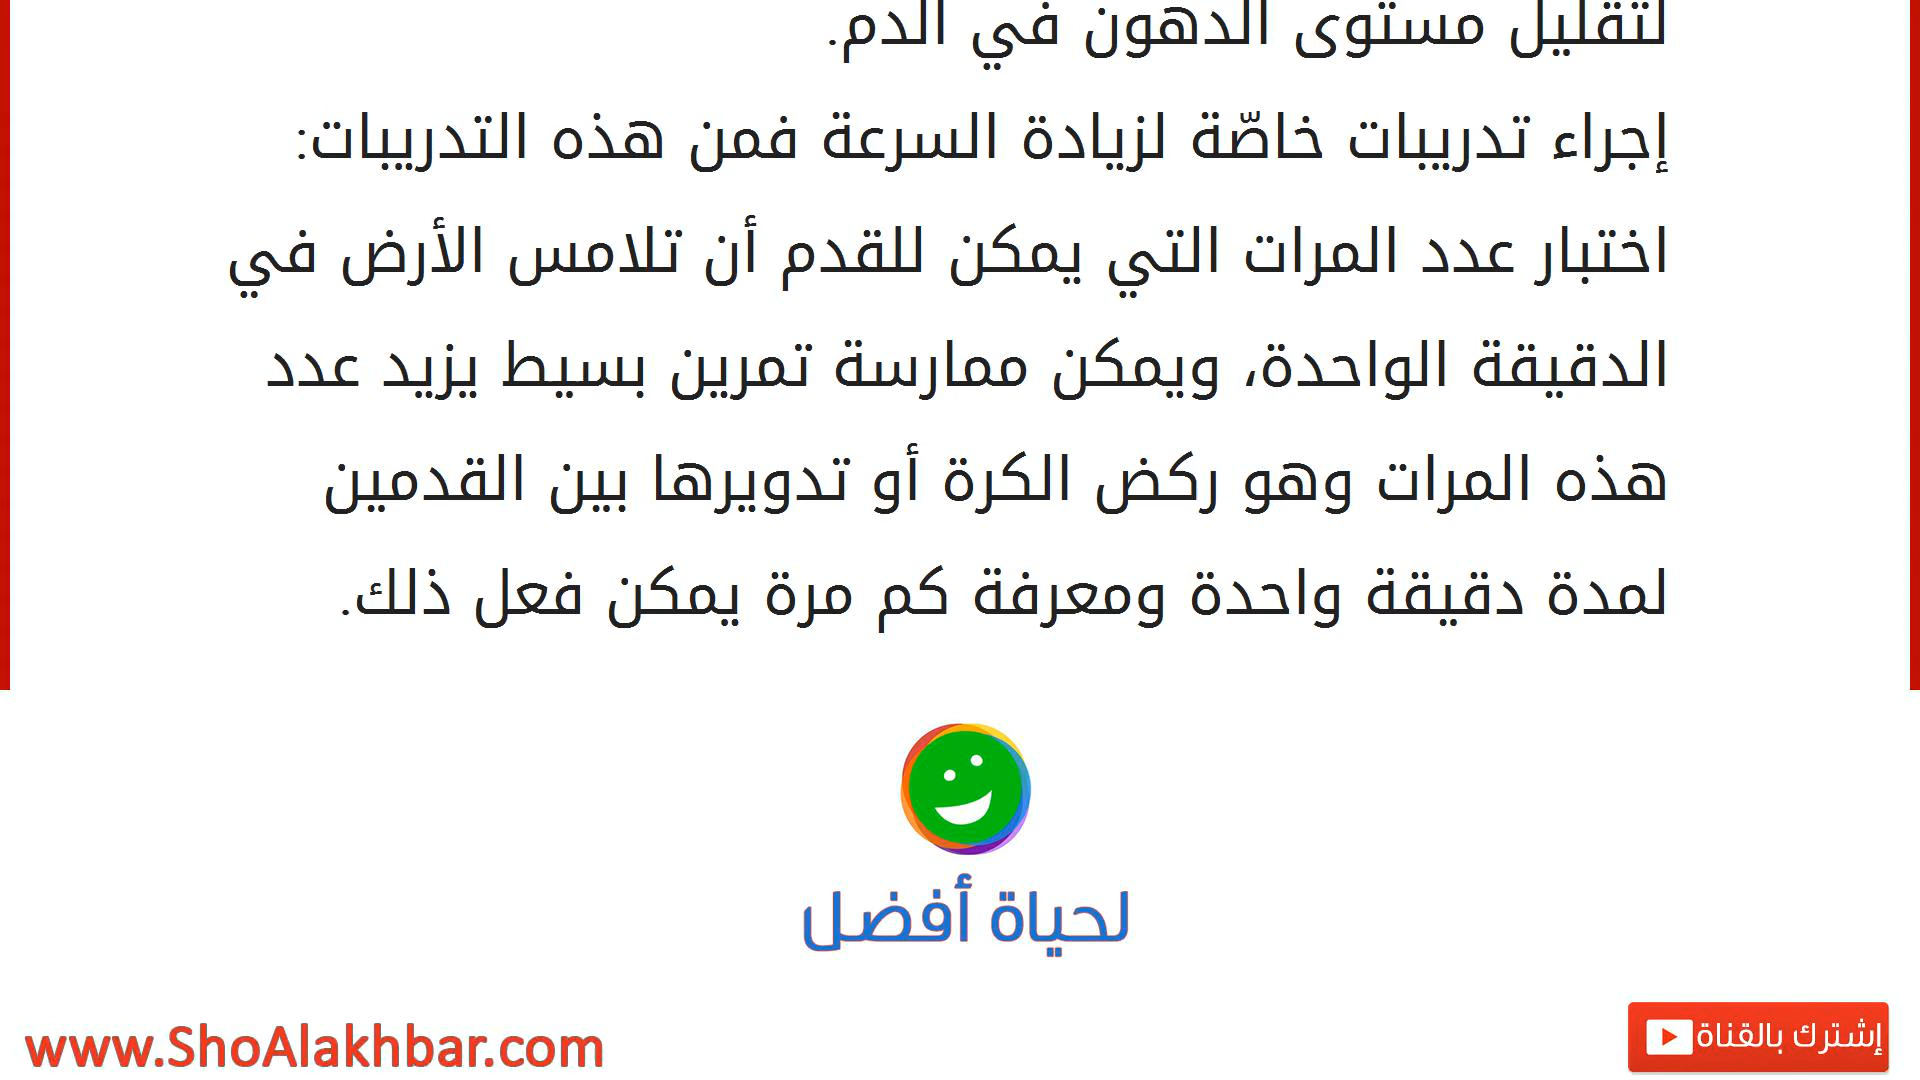 لتقليل مستوى الدهون في الدم.
إجراء تدريبات خاصّة لزيادة السرعة فمن هذه التدريبات:
اختبار عدد المرات التي يمكن للقدم أن تلامس الأرض في
الدقيقة الواحدة، ويمكن ممارسة تمرين بسيط يزيد عدد
هذه المرات وهو ركض الكرة أو تدويرها بين القدمين
لمدة دقيقة واحدة ومعرفة كم مرة يمكن فعل ذلك.
لحياة أفضل
www.ShoAlakhbar.com
إشترك بالقناة